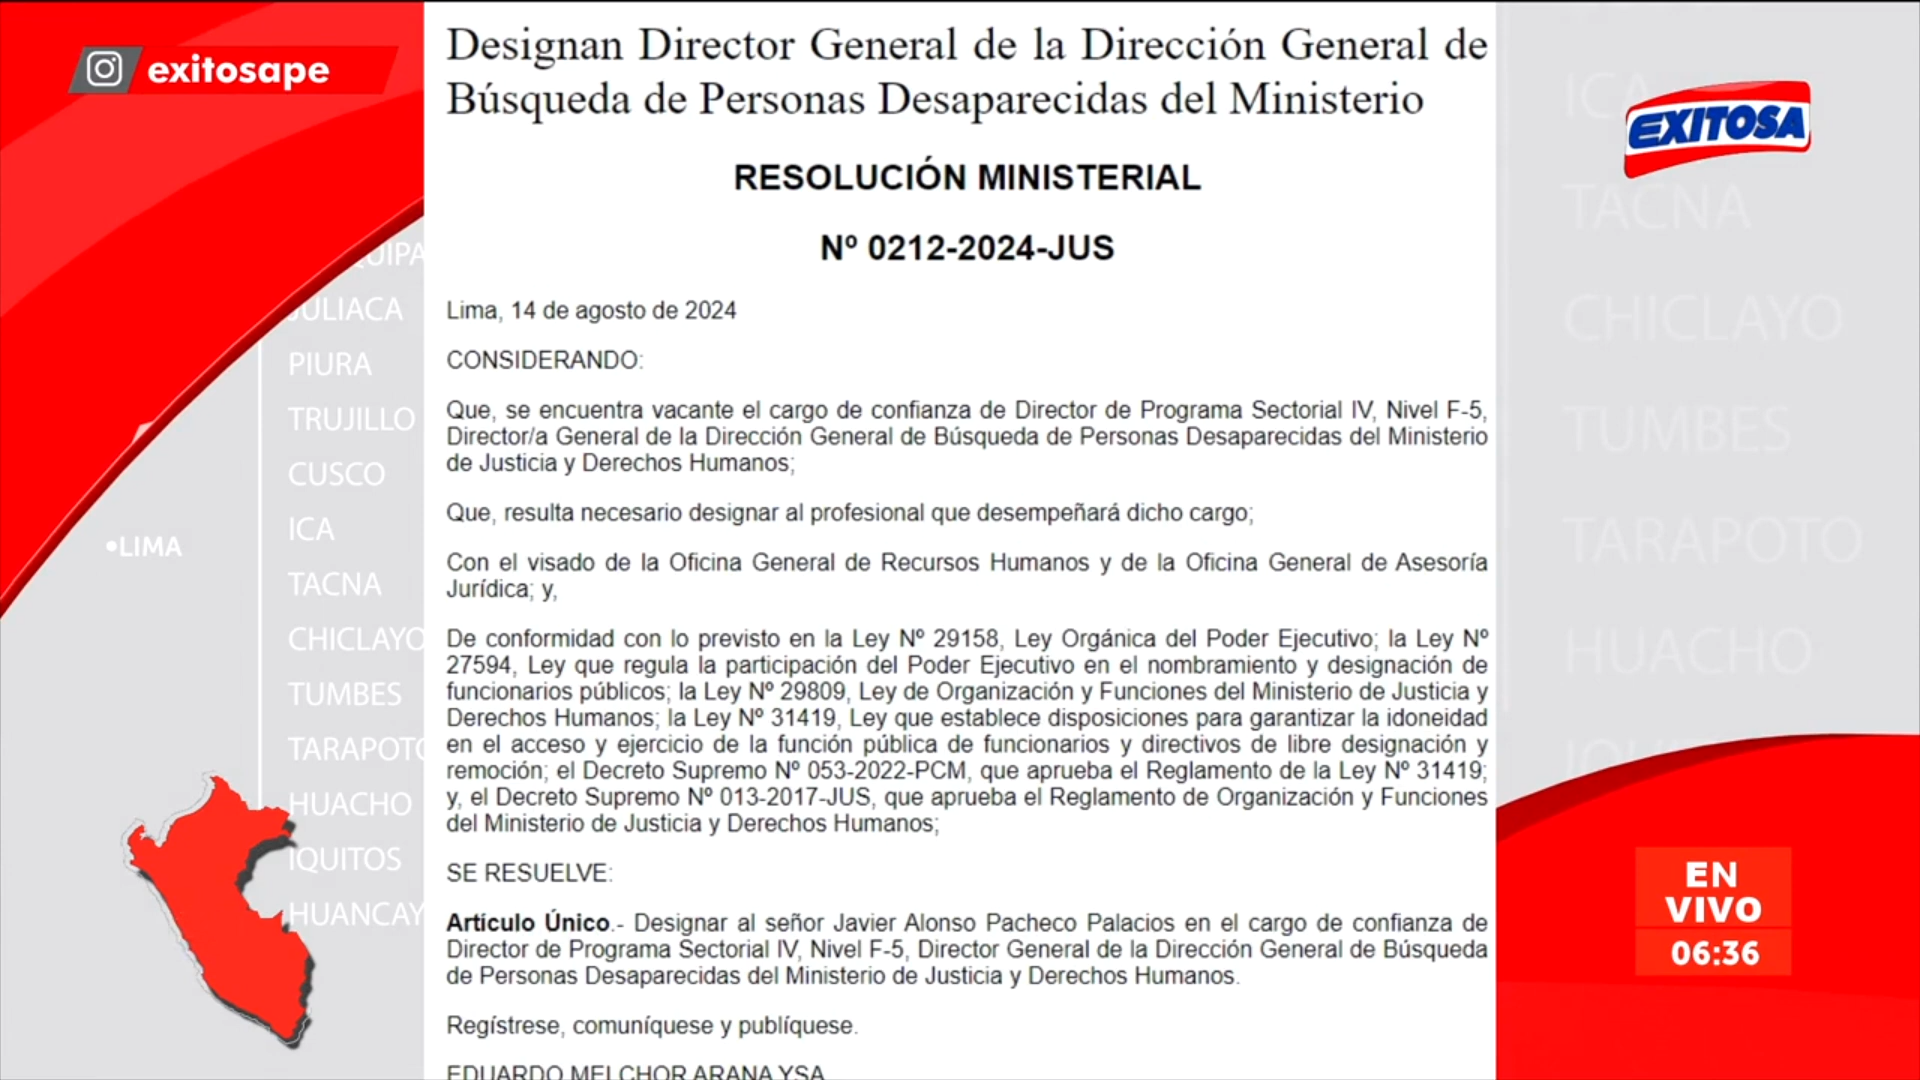 exitosape
Designan Director General de la Dirección General de
Búsqueda de Personas Desaparecidas del Ministerio
RESOLUCIÓN MINISTERIAL
Nº 0212-2024-JUS
Lima, 14 de agosto de 2024
CONSIDERANDO:
Que, se encuentra vacante el cargo de confianza de Director de Programa Sectorial IV, Nivel F-5,
Director/a General de la Dirección General de Búsqueda de Personas Desaparecidas del Ministerio
de Justicia y Derechos Humanos;
Que, resulta necesario designar al profesional que desempeñará dicho cargo;
Con el visado de la Oficina General de Recursos Humanos y de la Oficina General de Asesoría
Jurídica; y,
De conformidad con lo previsto en la Ley Nº 29158, Ley Orgánica del Poder Ejecutivo; la Ley Nº
27594, Ley que regula la participación del Poder Ejecutivo en el nombramiento y designación de
funcionarios públicos; la Ley Nº 29809, Ley de Organización y Funciones del Ministerio de Justicia y
Derechos Humanos; la Ley Nº 31419, Ley que establece disposiciones para garantizar la idoneidad
en el acceso y ejercicio de la función pública de funcionarios y directivos de libre designación y
remoción; el Decreto Supremo Nº 053-2022-PCM, que aprueba el Reglamento de la Ley Nº 31419;
y, el Decreto Supremo Nº 013-2017-JUS, que aprueba el Reglamento de Organización y Funciones
del Ministerio de Justicia y Derechos Humanos;
SE RESUELVE:
Artículo Único.- Designar al señor Javier Alonso Pacheco Palacios en el cargo de confianza de
Director de Programa Sectorial IV, Nivel F-5, Director General de la Dirección General de Búsqueda
de Personas Desaparecidas del Ministerio de Justicia y Derechos Humanos.
Regístrese, comuníquese y publíquese.
EDUARDO MELCHOR ARANA YSA
UIPA
JULIACA
PIURA
TRUJILLO
CUSCO
ICA
TACNA
CHICLAYO
TUMBES
TARAPOTO
HUACHO
IQUITOS
HUANCAY
•LIMA
EXITOSA
ICA
TACNA
CHICLAYO
TUMBES
TARAPOTO
HUACHO
EN
VIVO
06:36